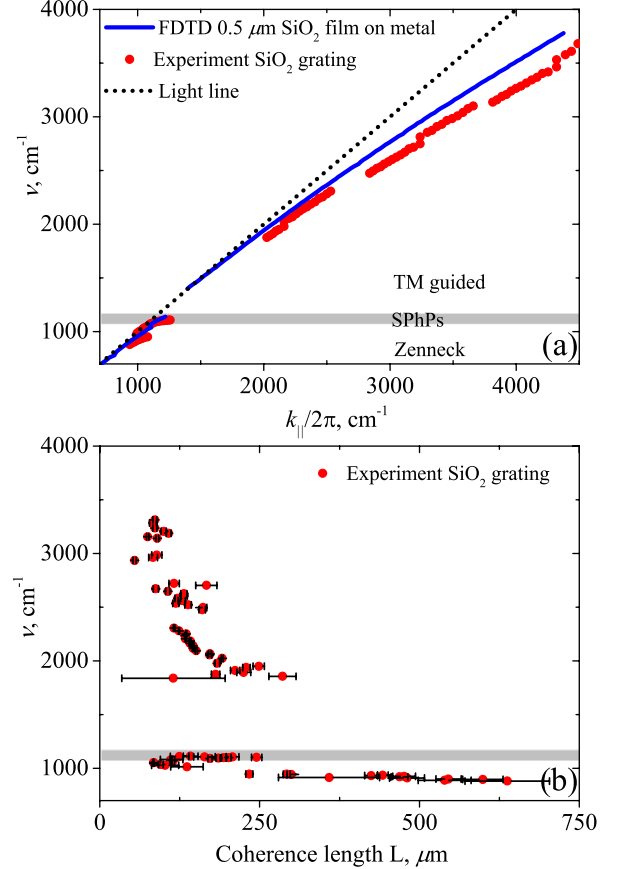 4000
3000
2000
1000
ν, cm⁻¹
FDTD 0.5 μm SiO₂ film on metal
Experiment SiO₂ grating
Light line
TM guided
SPhPs
Zenneck
(a)
1000 2000 3000 4000
k||/2π, cm⁻¹
4000
3000
2000
1000
ν, cm⁻¹
Experiment SiO₂ grating
(b)
0 250 500 750
Coherence length L, μm